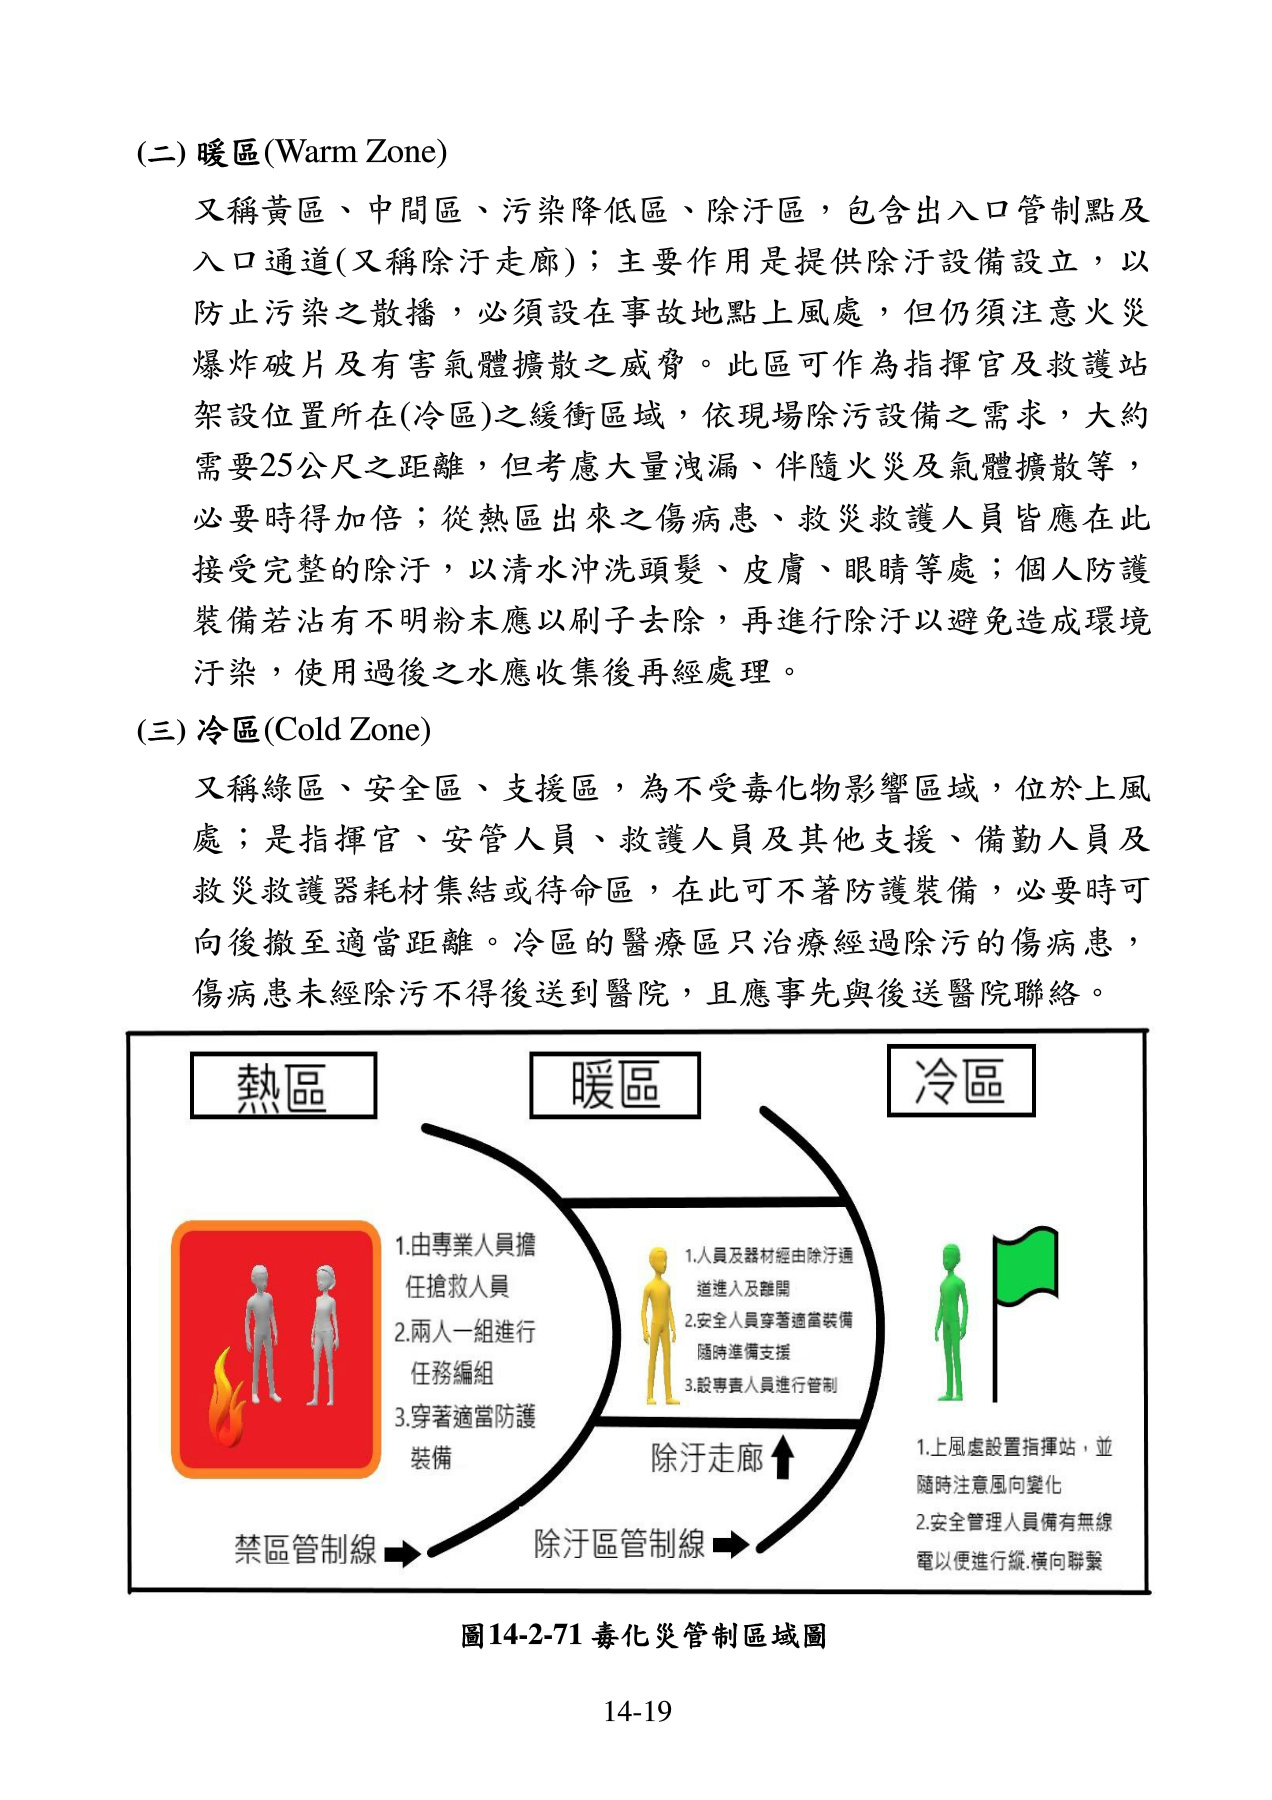 (二) 暖區(Warm Zone)
又稱黃區、中間區、污染降低區、除汙區，包含出入口管制點及
入口通道(又稱除汙走廊)；主要作用是提供除汙設備設立，以
防止污染之散播，必須設在事故地點上風處，但仍須注意火災
爆炸破片及有害氣體擴散之威脅。此區可作為指揮官及救護站
架設位置所在(冷區)之緩衝區域，依現場除污設備之需求，大約
需要25公尺之距離，但考慮大量洩漏、伴隨火災及氣體擴散等，
必要時得加倍；從熱區出來之傷病患、救災救護人員皆應在此
接受完整的除汙，以清水沖洗頭髮、皮膚、眼睛等處；個人防護
裝備若沾有不明粉末應以刷子去除，再進行除汙以避免造成環境
汙染，使用過後之水應收集後再經處理。
(三) 冷區(Cold Zone)
又稱綠區、安全區、支援區，為不受毒化物影響區域，位於上風
處；是指揮官、安管人員、救護人員及其他支援、備勤人員及
救災救護器耗材集結或待命區，在此可不著防護裝備，必要時可
向後撤至適當距離。冷區的醫療區只治療經過除污的傷病患，
傷病患未經除污不得後送到醫院，且應事先與後送醫院聯絡。
熱區
暖區
冷區
1.由專業人員擔
任搶救人員
2.兩人一組進行
任務編組
3.穿著適當防護
裝備
禁區管制線
1.人員及器材經由除汙通
道進入及離開
2.安全人員穿著適當裝備
隨時準備支援
3.設專責人員進行管制
除汙走廊
除汙區管制線
1.上風處設置指揮站，並
隨時注意風向變化
2.安全管理人員備有無線
電以便進行縱.橫向聯繫
圖14-2-71 毒化災管制區域圖
14-19